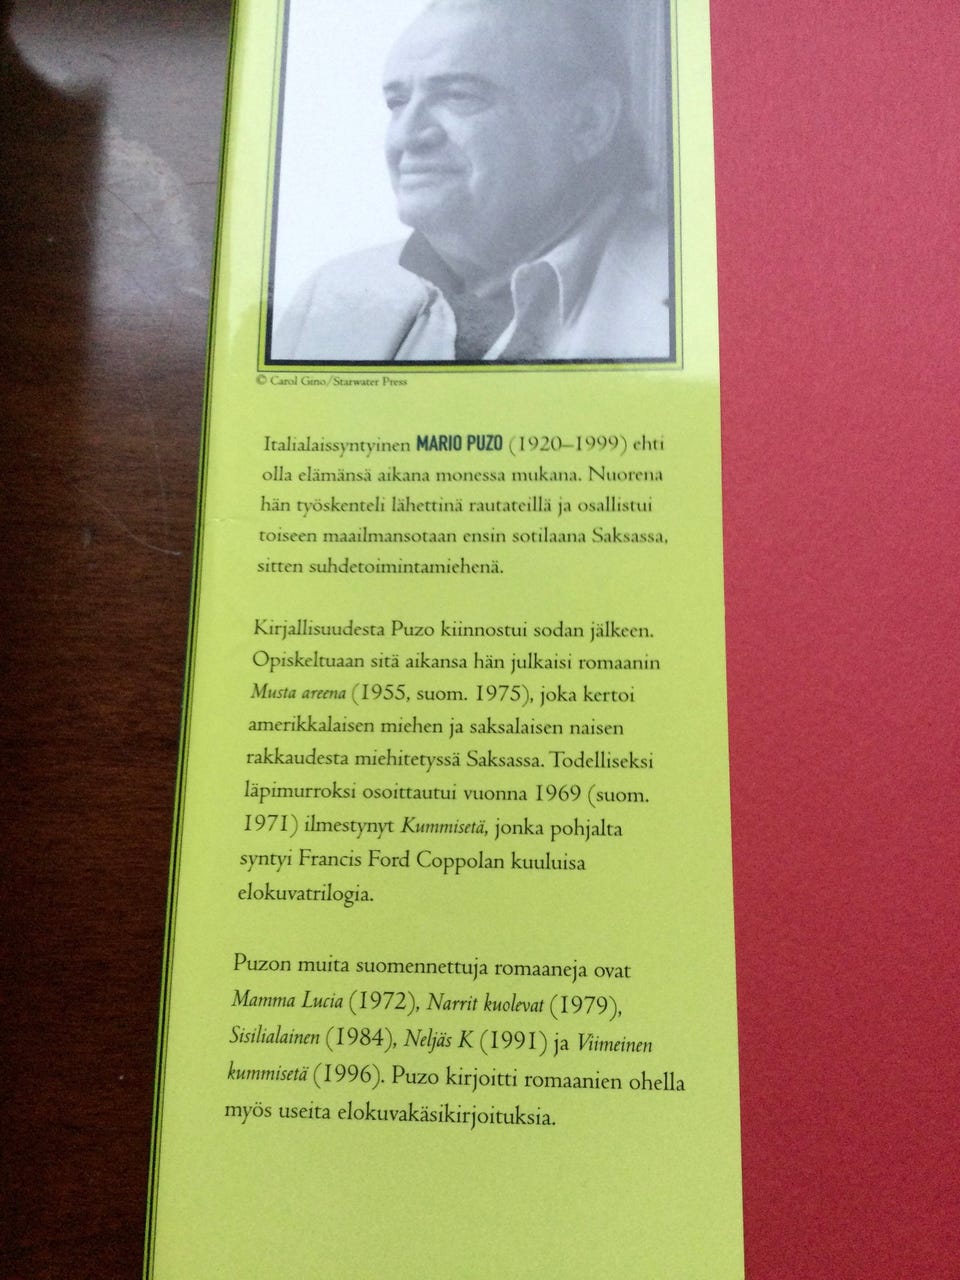 © Carol Gino/Starwater Press
Italialaissyntyinen MARIO PUZO (1920–1999) ehti
olla elämänsä aikana monessa mukana. Nuorena
hän työskenteli lähettinä rautateillä ja osallistui
toiseen maailmansotaan ensin sotilaana Saksassa,
sitten suhdetoimintamiehenä.
Kirjallisuudesta Puzo kiinnostui sodan jälkeen.
Opiskeltuaan sitä aikansa hän julkaisi romaanin
Musta areena (1955, suom. 1975), joka kertoi
amerikkalaisen miehen ja saksalaisen naisen
rakkaudesta miehitetyssä Saksassa. Todelliseksi
läpimurroksi osoittautui vuonna 1969 (suom.
1971) ilmestynyt Kummisetä, jonka pohjalta
syntyi Francis Ford Coppolan kuuluisa
elokuvatrilogia.
Puzon muita suomennettuja romaaneja ovat
Mamma Lucia (1972), Narrit kuolevat (1979),
Sisilialainen (1984), Neljäs K (1991) ja Viimeinen
kummisetä (1996). Puzo kirjoitti romaanien ohella
myös useita elokuvakäsikirjoituksia.